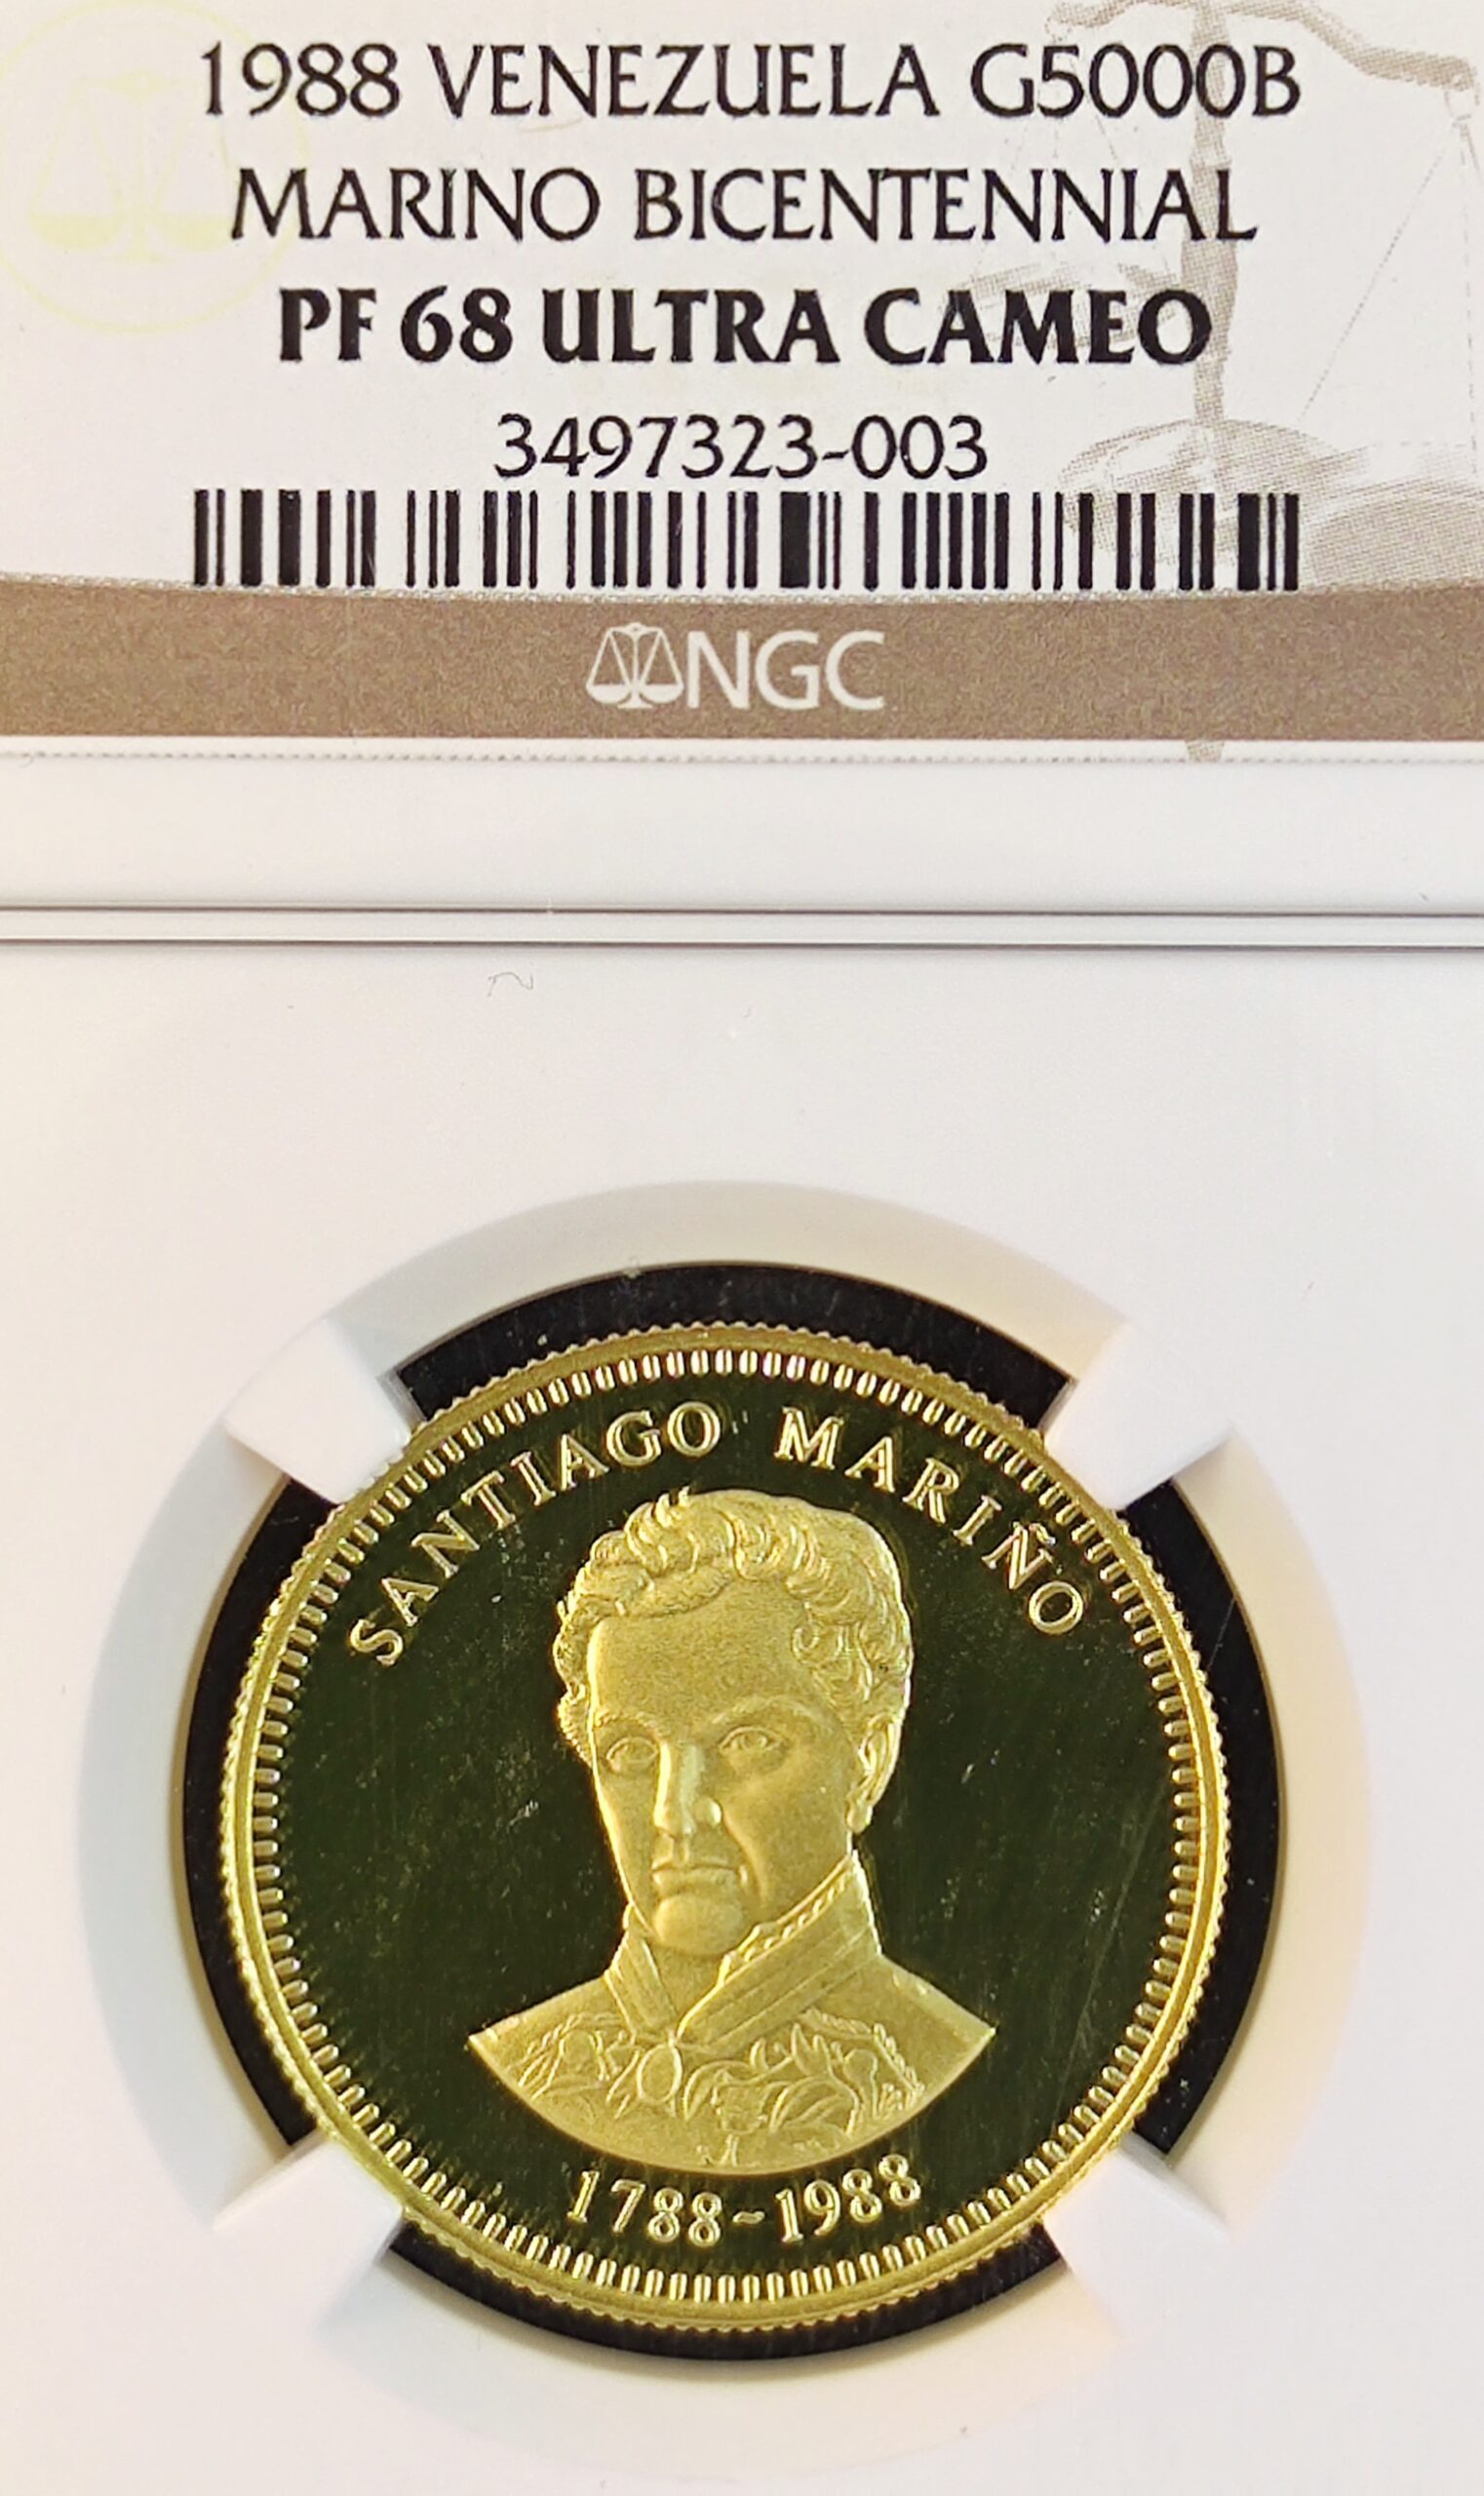 1988 VENEZUELA G5000B
MARINO BICENTENNIAL
PF 68 ULTRA CAMEO
3497323-003
NGC
SANTIAGO MARIÑO
1788-1988